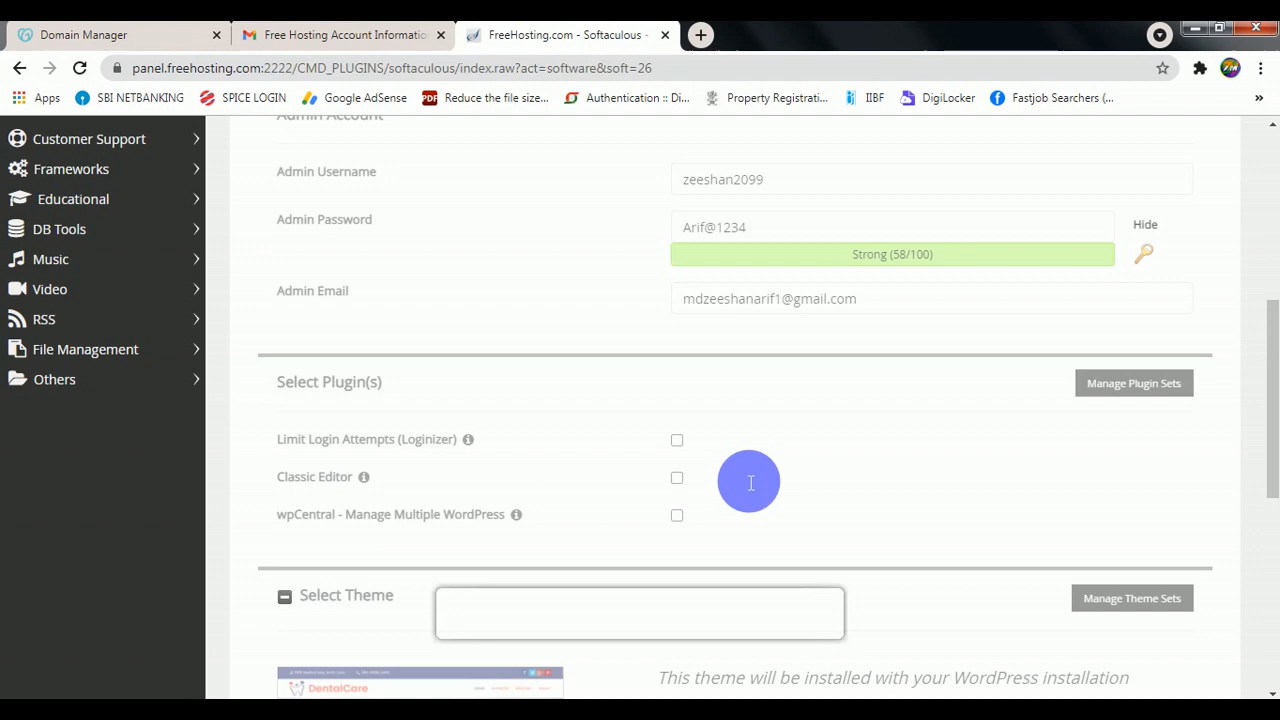 Domain Manager
Free Hosting Account Informatio
FreeHosting.com - Softaculous -
panel.freehosting.com:2222/CMD_PLUGINS/softaculous/index.raw?act=software&soft=26
Apps
SBI NETBANKING
SPICE LOGIN
Google AdSense
PDF
Reduce the file size...
Authentication :: Di...
Property Registrati...
IIBF
DigiLocker
Fastjob Searchers (...
»
Customer Support
Frameworks
Educational
DB Tools
Music
Video
RSS
File Management
Others
Admin Account
Admin Username
zeeshan2099
Admin Password
Arif@1234
Hide
Strong (58/100)
Admin Email
mdzeeshanarif1@gmail.com
Select Plugin(s)
Manage Plugin Sets
Limit Login Attempts (Loginizer)
Classic Editor
wpCentral - Manage Multiple WordPress
Select Theme
Manage Theme Sets
DentalCare
This theme will be installed with your WordPress installation